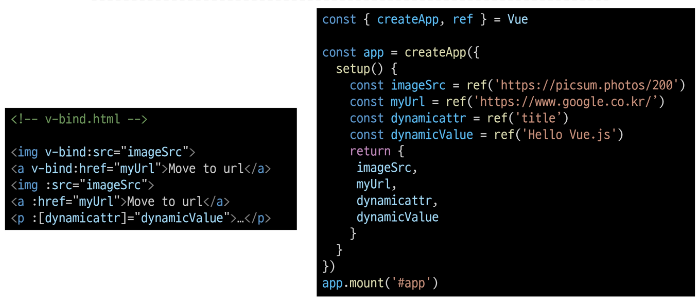 <!-- v-bind.html -->
<img v-bind:src="imageSrc">
<a v-bind:href="myUrl">Move to url</a>
<img :src="imageSrc">
<a :href="myUrl">Move to url</a>
<p :[dynamicattr]="dynamicValue">…</p>
const { createApp, ref } = Vue
const app = createApp({
  setup() {
    const imageSrc = ref('https://picsum.photos/200')
    const myUrl = ref('https://www.google.co.kr/’)
    const dynamicattr = ref('title’)
    const dynamicValue = ref('Hello Vue.js')
    return {
     imageSrc,
     myUrl,
     dynamicattr,
     dynamicValue
    }
  }
})
app.mount('#app')